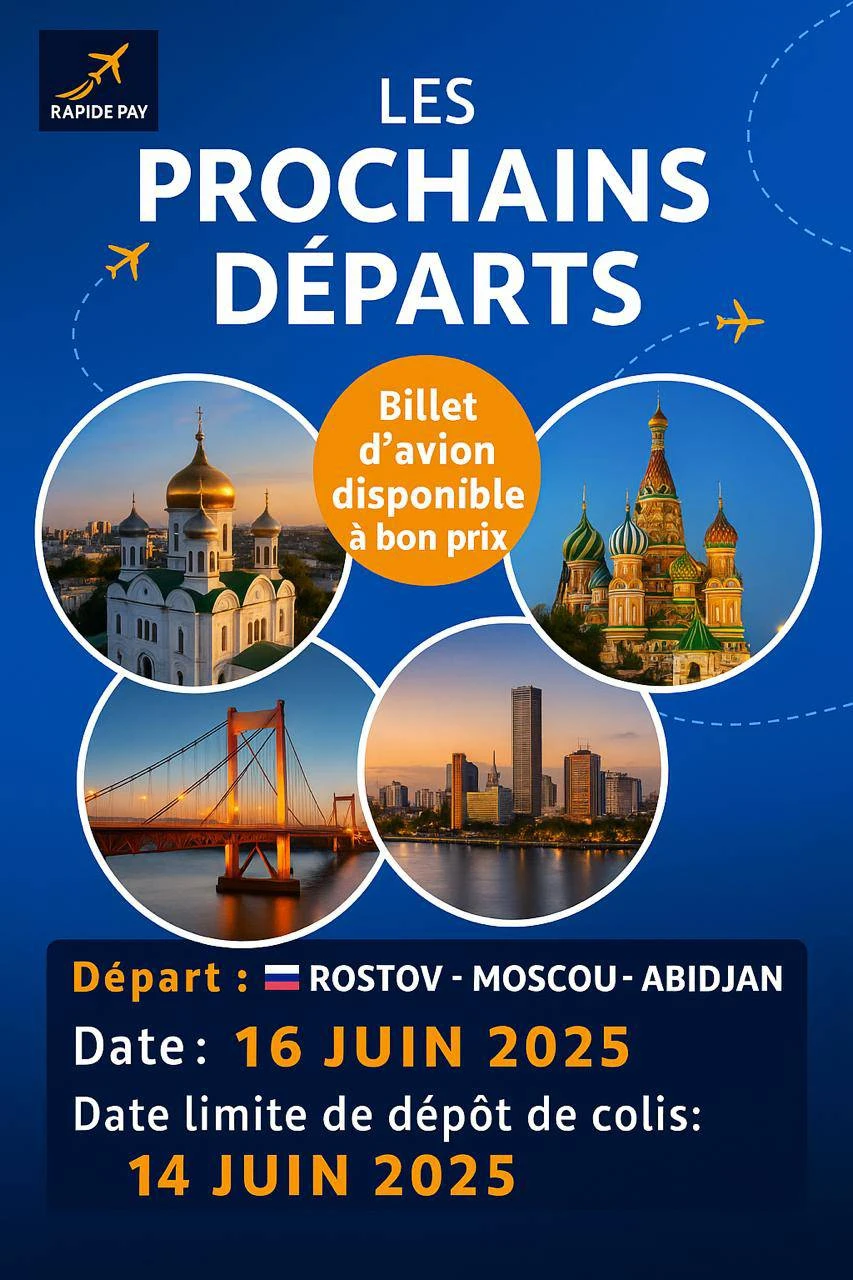 RAPIDE PAY
LES
PROCHAINS
DÉPARTS
Billet
d’avion
disponible
à bon prix
Départ : ROSTOV - MOSCOU- ABIDJAN
Date : 16 JUIN 2025
Date limite de dépôt de colis:
14 JUIN 2025